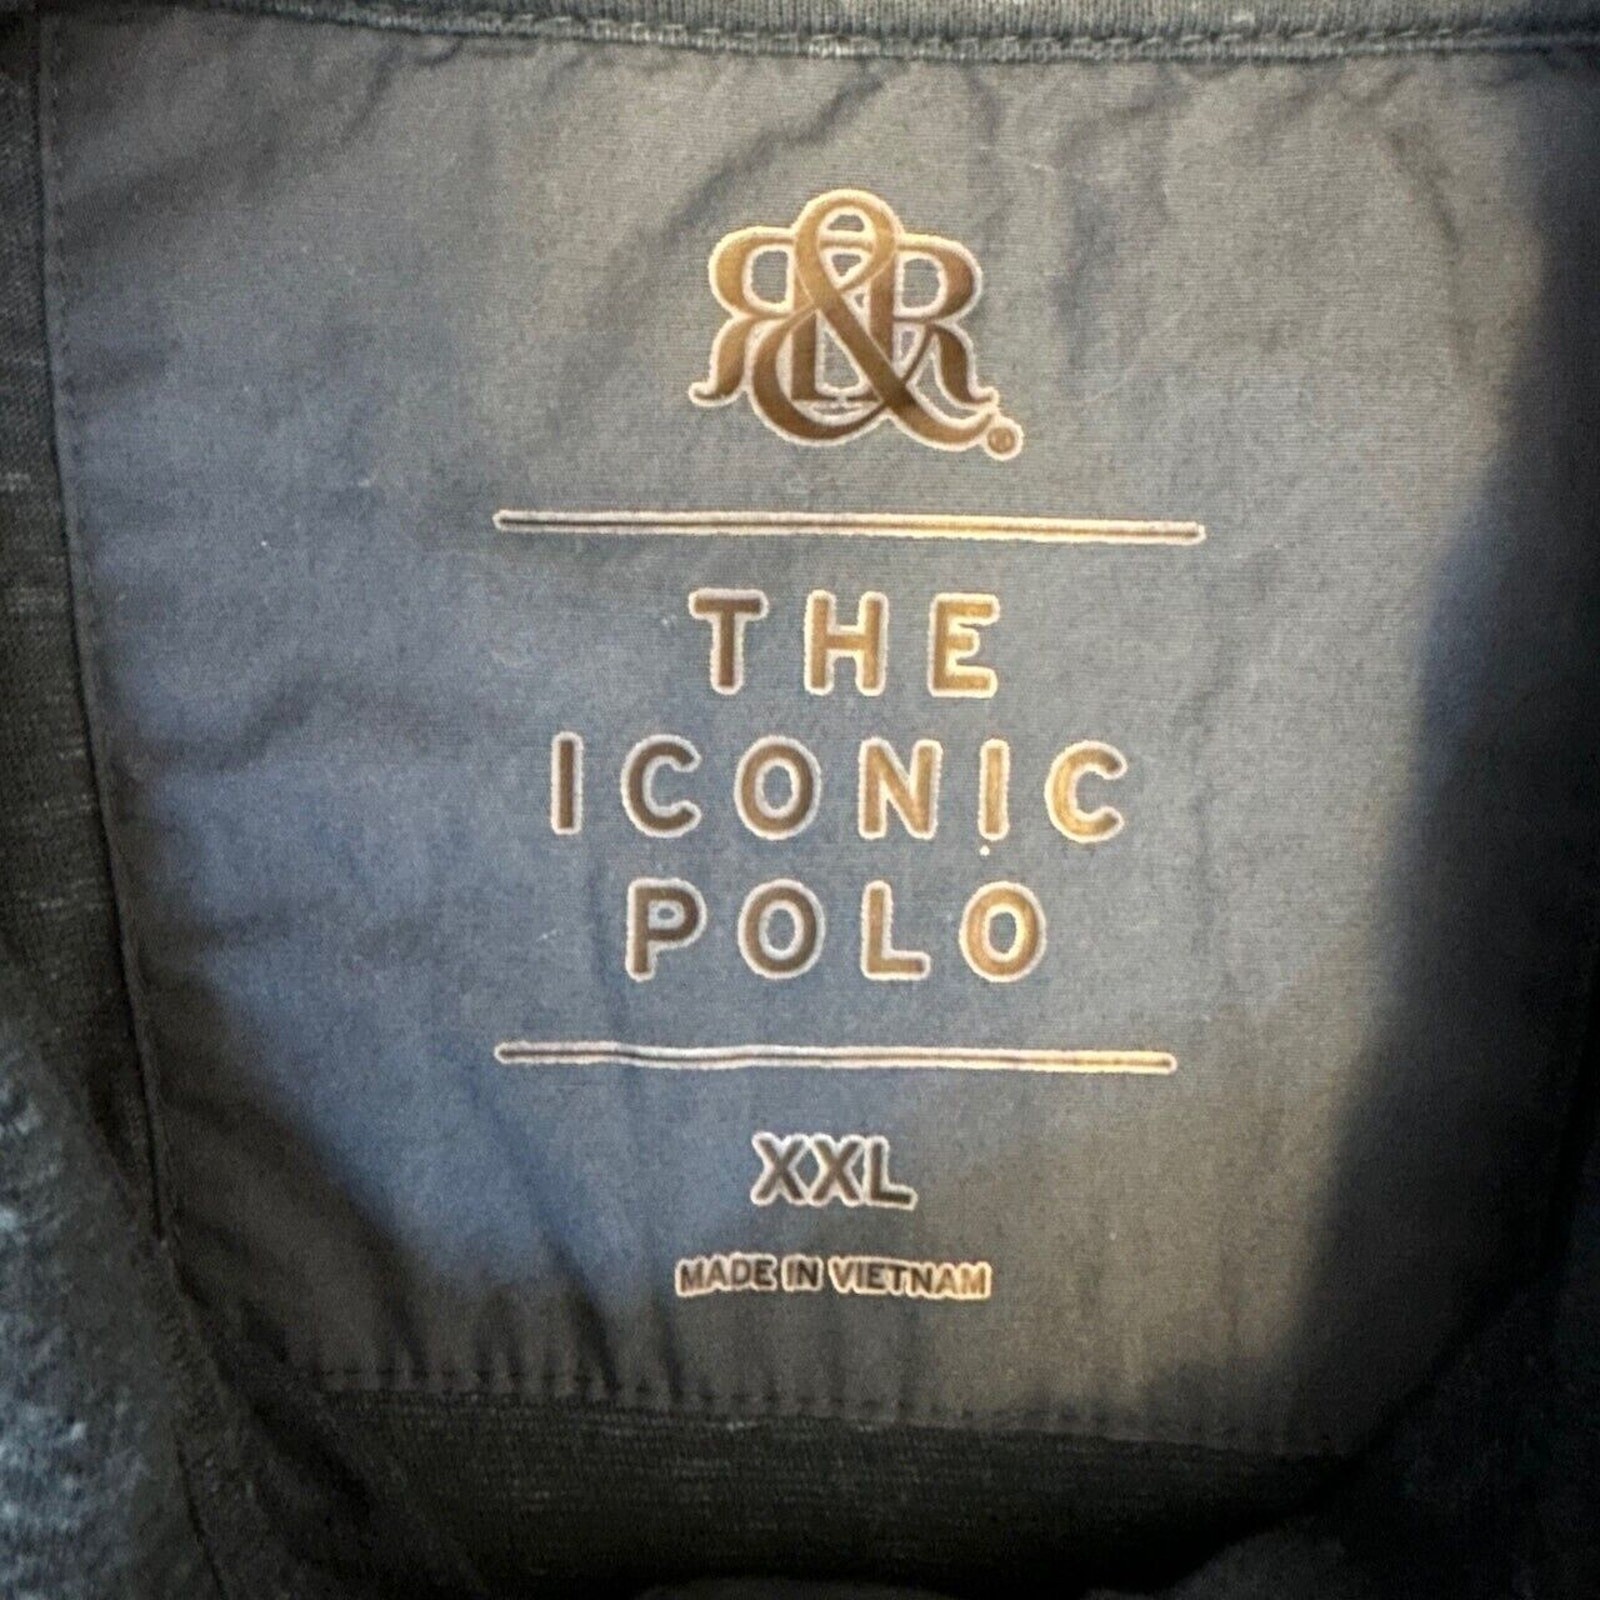 R&R®
THE
ICONIC
POLO
XXL
MADE IN VIETNAM